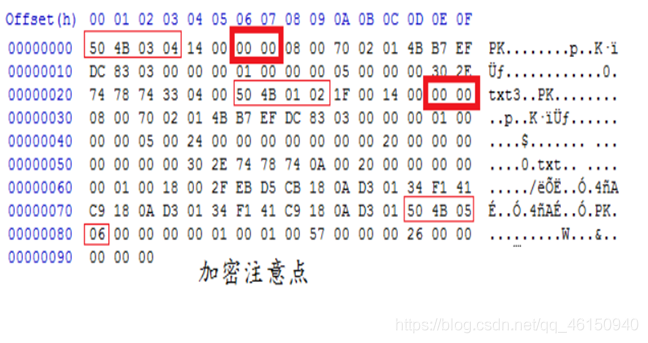 Offset(h) 00 01 02 03 04 05 06 07 08 09 0A 0B 0C 0D 0E 0F
00000000 50 4B 03 04 14 00 00 00 08 00 70 02 01 4B B7 EF PK........p..K·ï
00000010 DC 83 03 00 00 00 01 00 00 00 05 00 00 00 30 2E Üƒ............0.
00000020 74 78 74 33 04 00 50 4B 01 02 1F 00 14 00 00 00 txt3..PK........
00000030 08 00 70 02 01 4B B7 EF DC 83 03 00 00 00 01 00 ..p..K·ïÜƒ......
00000040 00 00 05 00 24 00 00 00 00 00 00 00 20 00 00 00 ....$....... ...
00000050 00 00 00 00 30 2E 74 78 74 0A 00 20 00 00 00 00 ....0.txt.. ....
00000060 00 01 00 18 00 2F EB D5 CB 18 0A D3 01 34 F1 41 ...../ëÕË..Ó.4ñA
00000070 C9 18 0A D3 01 34 F1 41 C9 18 0A D3 01 50 4B 05 É..Ó.4ñAÉ..Ó.PK.
00000080 06 00 00 00 00 01 00 01 00 57 00 00 00 26 00 00 .........W...&..
00000090 00 00 00 ...
加密注意点
https://blog.csdn.net/qq_46150940